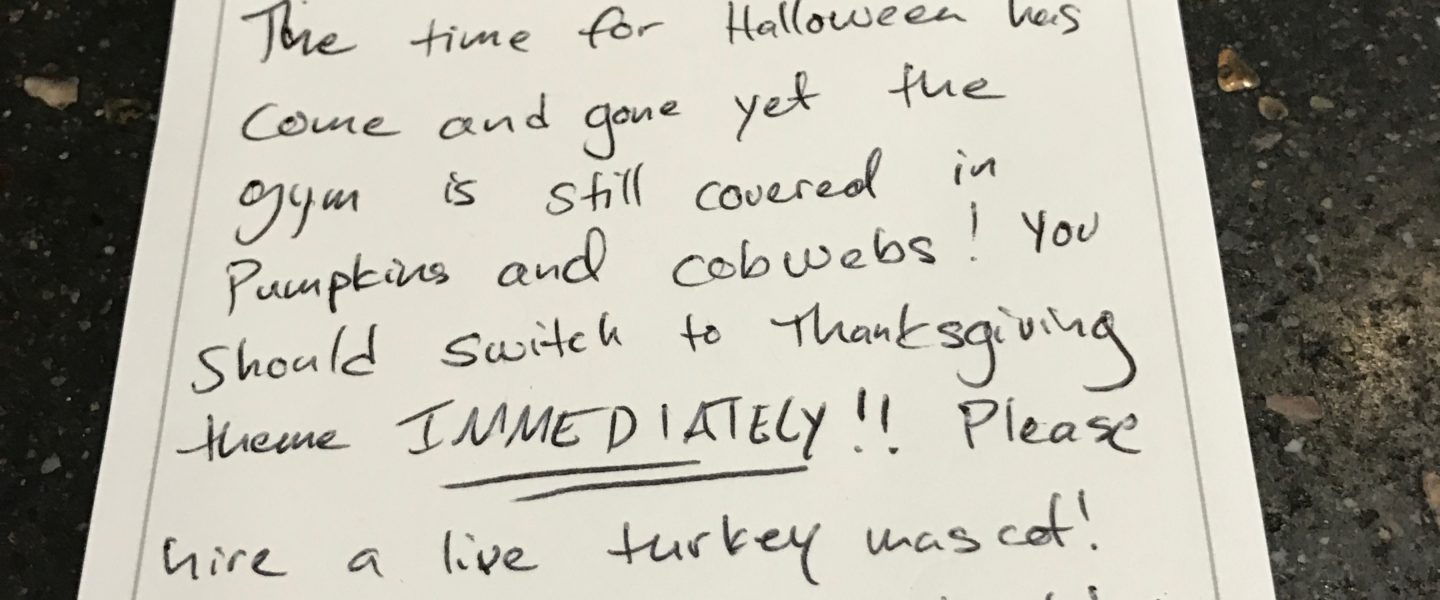 The time for Halloween has
Come and gone yet the
gym is still covered in
Pumpkins and cobwebs! You
Should switch to Thanksgiving
theme IMMEDIATELY!! Please
hire a live turkey mascot!